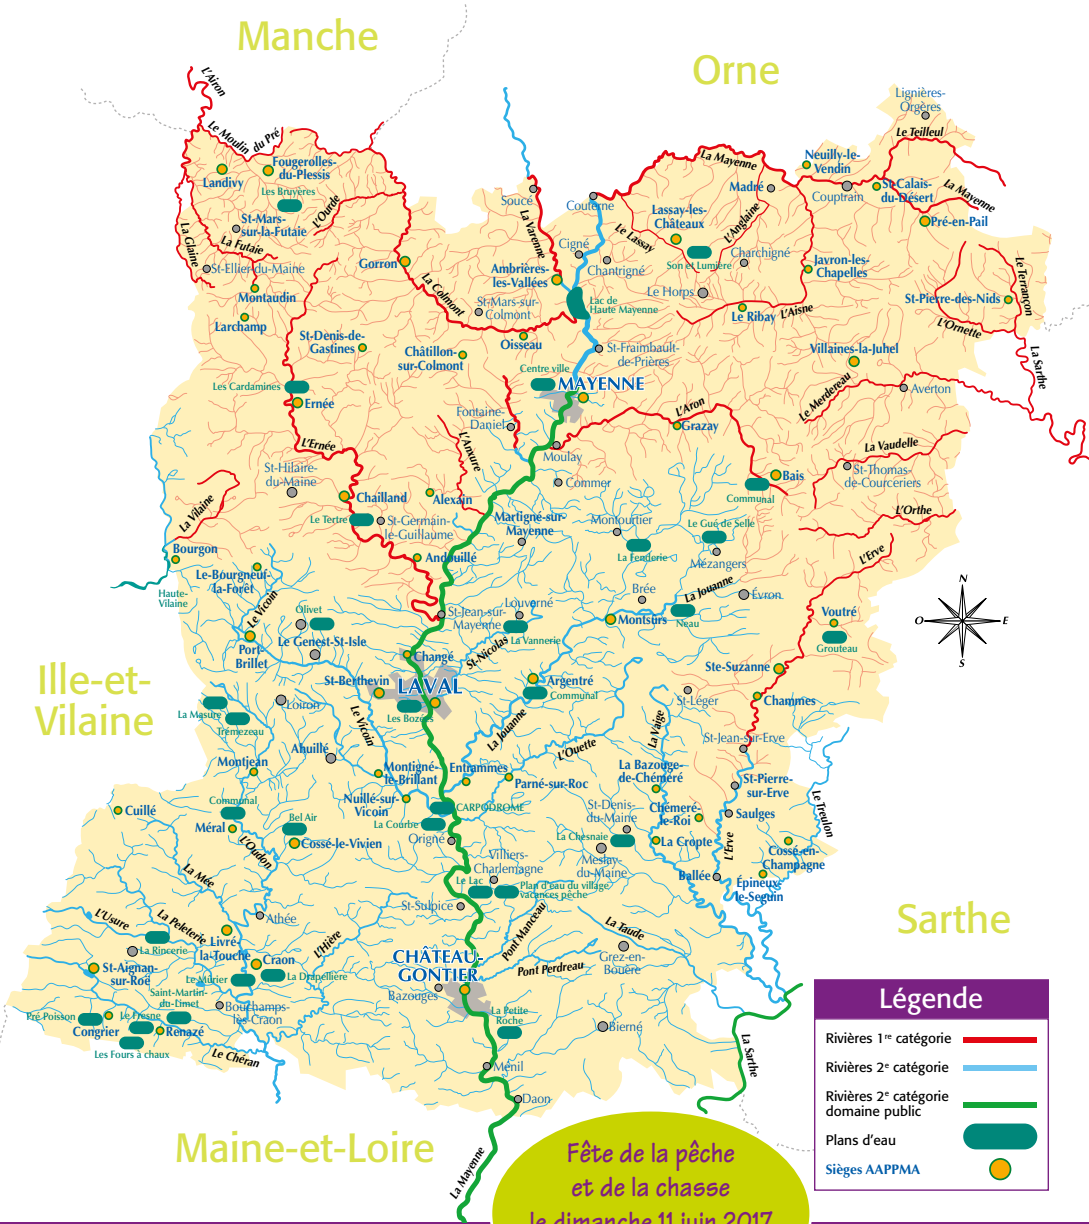 Manche
Orne
Lignières-
Orgères
L'Airon
Le Moulin du Pré
Le Teilleul
Landivy
Fougerolles-
du-Plessis
Les Bruyères
La Mayenne
Neuilly-le-
Vendin
Madré
Couptrain
St-Calais-
du-Désert
La Mayenne
Pré-en-Pail
Soucé
Couterne
L'Ourde
St-Mars-
sur-la-Futaie
La Futaie
La Glaine
La Varenne
Lassay-les-
Châteaux
L'Anglaine
Le Lassay
Son et Lumière
Charchigné
Cigné
Chantrigné
St-Ellier-du-Maine
Gorron
Ambrières-
les-Vallées
Javron-les-
Chapelles
Le Terrançon
Montaudin
La Colmont
St-Mars-sur-
Colmont
Lac de
Haute Mayenne
Le Horps
Le Ribay
L'Aisne
St-Pierre-des-Nids
L'Ornette
Larchamp
St-Denis-de-
Gastines
Châtillon-
sur-Colmont
Oisseau
St-Fraimbault-
de-Prières
Villaines-la-Juhel
La Sarthe
Les Cardamines
Ernée
Centre ville
MAYENNE
Le Merdereau
Averton
Fontaine-
Daniel
L'Aron
Grazay
L'Ernée
L'Anxure
Moulay
La Vaudelle
St-Hilaire-
du-Maine
St-Thomas-
de-Courceriers
Bais
Communal
Commer
Chailland
Alexain
La Vilaine
Le Tertre
St-Germain-
le-Guillaume
Martigné-sur-
Mayenne
Montourtier
Le Gué de Selle
L'Orthe
La Fenderie
Mézangers
Bourgon
Andouillé
L'Erve
Le-Bourgneuf-
la-Forêt
Haute-
Vilaine
Le Vicoin
Olivet
Le Genest-St-Isle
St-Jean-sur-
Mayenne
Louverné
La Vannerie
Brée
La Jouanne
Évron
Montsûrs
Neau
Voutré
Grouteau
N
O
E
S
Port-
Brillet
St-Nicolas
Changé
Ille-et-
Vilaine
St-Berthevin
LAVAL
Les Bozées
Argentré
Communal
Ste-Suzanne
St-Léger
Chammes
La Masure
Trémezeau
Loiron
Le Vicoin
La Jouanne
L'Ouette
La Vaige
St-Jean-sur-Erve
Ahuillé
Montjean
Montigné-
le-Brillant
Entrammes
Parné-sur-Roc
La Bazouge-
de-Chéméré
St-Pierre-
sur-Erve
Le Treulon
Cuillé
Communal
Méral
Bel Air
Cossé-le-Vivien
Nuillé-sur-
Vicoin
CARPODROME
La Courbe
Origné
St-Denis-
du-Maine
Chémeré-
le-Roi
Saulges
La Chesnaie
La Cropte
L'Erve
Cossé-en-
Champagne
L'Oudon
Meslay-
du-Maine
Villiers-
Charlemagne
La Mée
Le Lac
Plan d'eau du village
vacances pêche
Ballée
Épineux-
le-Seguin
St-Sulpice
Athée
L'Usure
La Peleterie
L'Hière
Pont Manceau
La Taude
Sarthe
La Rincerie
Livré-
la-Touche
Craon
CHÂTEAU-
GONTIER
Pont Perdreau
Grez-en-
Bouère
St-Aignan-
sur-Roë
Le Mûrier
La Drapellière
Bazouges
Saint-Martin-
du-Limet
Bouchamps-
lès-Craon
Pré Poisson
Congrier
Le Fresne
Renazé
Les Fours à chaux
La Petite
Roche
Bierné
Le Chéran
Ménil
La Sarthe
Daon
Maine-et-Loire
La Mayenne
Légende
Rivières 1re catégorie
Rivières 2e catégorie
Rivières 2e catégorie
domaine public
Plans d'eau
Sièges AAPPMA
Fête de la pêche
et de la chasse
le dimanche 11 juin 2017